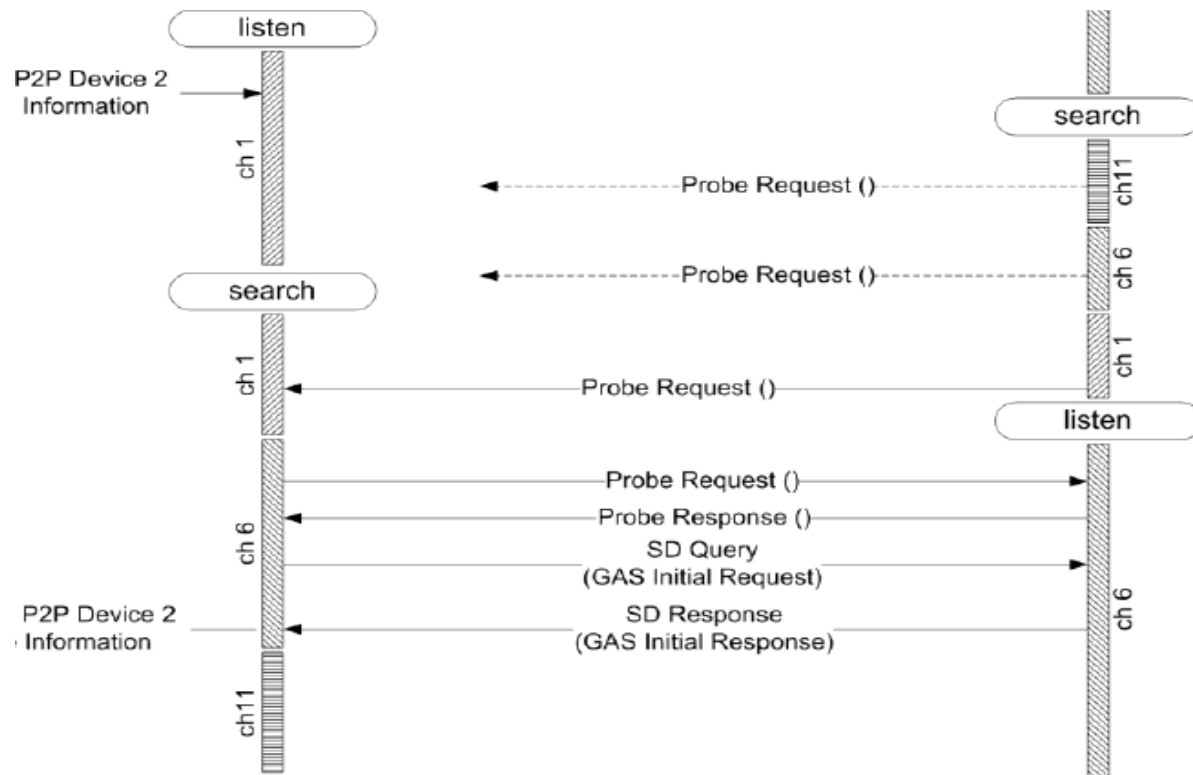 listen
P2P Device 2
Information
search
ch 1
ch11
Probe Request ()
ch 6
Probe Request ()
search
ch 1
ch 1
Probe Request ()
listen
Probe Request ()
Probe Response ()
ch 6
SD Query
(GAS Initial Request)
ch 6
P2P Device 2
Information
SD Response
(GAS Initial Response)
ch11